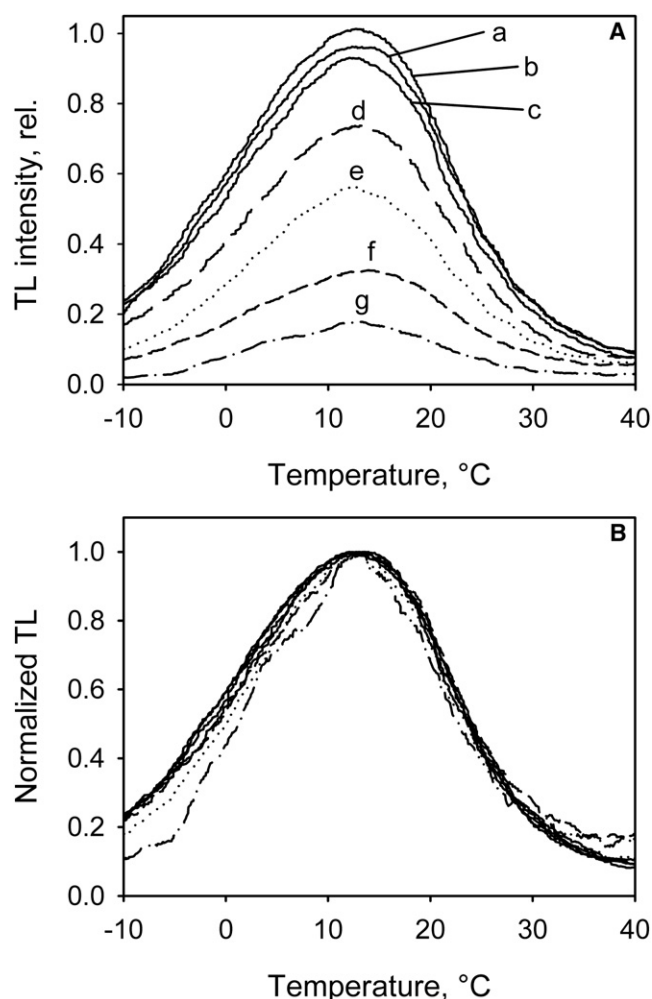 A
1.0
0.8
0.6
0.4
0.2
0.0
TL intensity, rel.
a
b
c
d
e
f
g
-10 0 10 20 30 40
Temperature, °C
B
1.0
0.8
0.6
0.4
0.2
0.0
Normalized TL
-10 0 10 20 30 40
Temperature, °C